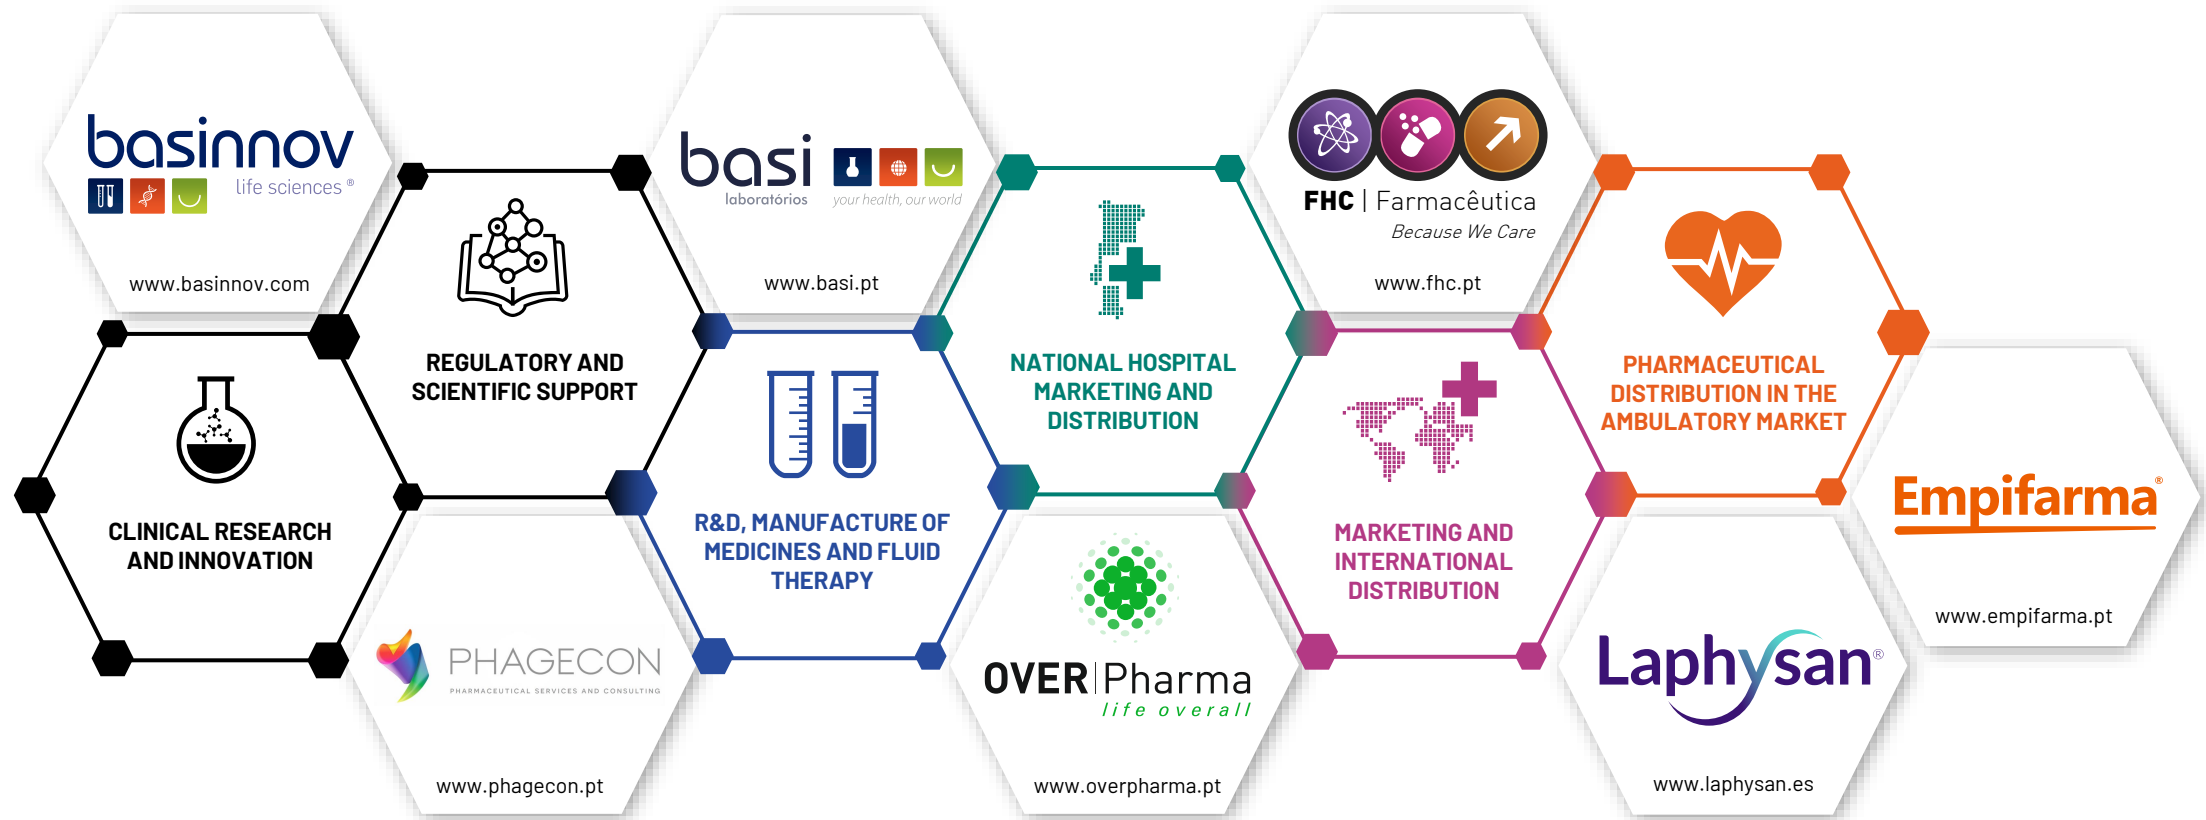 basinnov
life sciences ®
www.basinnov.com
CLINICAL RESEARCH
AND INNOVATION
REGULATORY AND
SCIENTIFIC SUPPORT
PHAGECON
PHARMACEUTICAL SERVICES AND CONSULTING
www.phagecon.pt
basi
laboratórios
your health, our world
www.basi.pt
R&D, MANUFACTURE OF
MEDICINES AND FLUID
THERAPY
NATIONAL HOSPITAL
MARKETING AND
DISTRIBUTION
OVER|Pharma
life overall
www.overpharma.pt
FHC | Farmacêutica
Because We Care
www.fhc.pt
MARKETING AND
INTERNATIONAL
DISTRIBUTION
PHARMACEUTICAL
DISTRIBUTION IN THE
AMBULATORY MARKET
Laphysan®
www.laphysan.es
Empifarma®
www.empifarma.pt